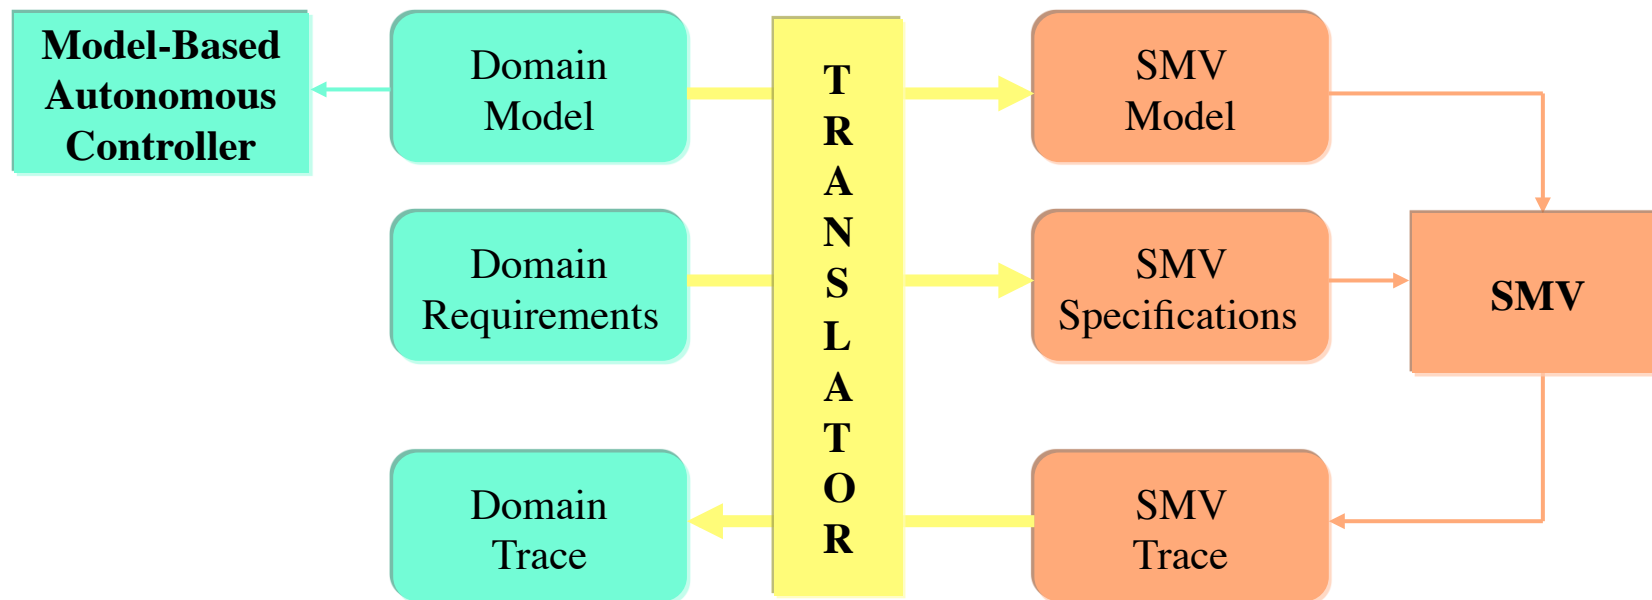 Model-Based
Autonomous
Controller
Domain
Model
T
R
A
N
S
L
A
T
O
R
SMV
Model
Domain
Requirements
SMV
Specifications
SMV
Domain
Trace
SMV
Trace